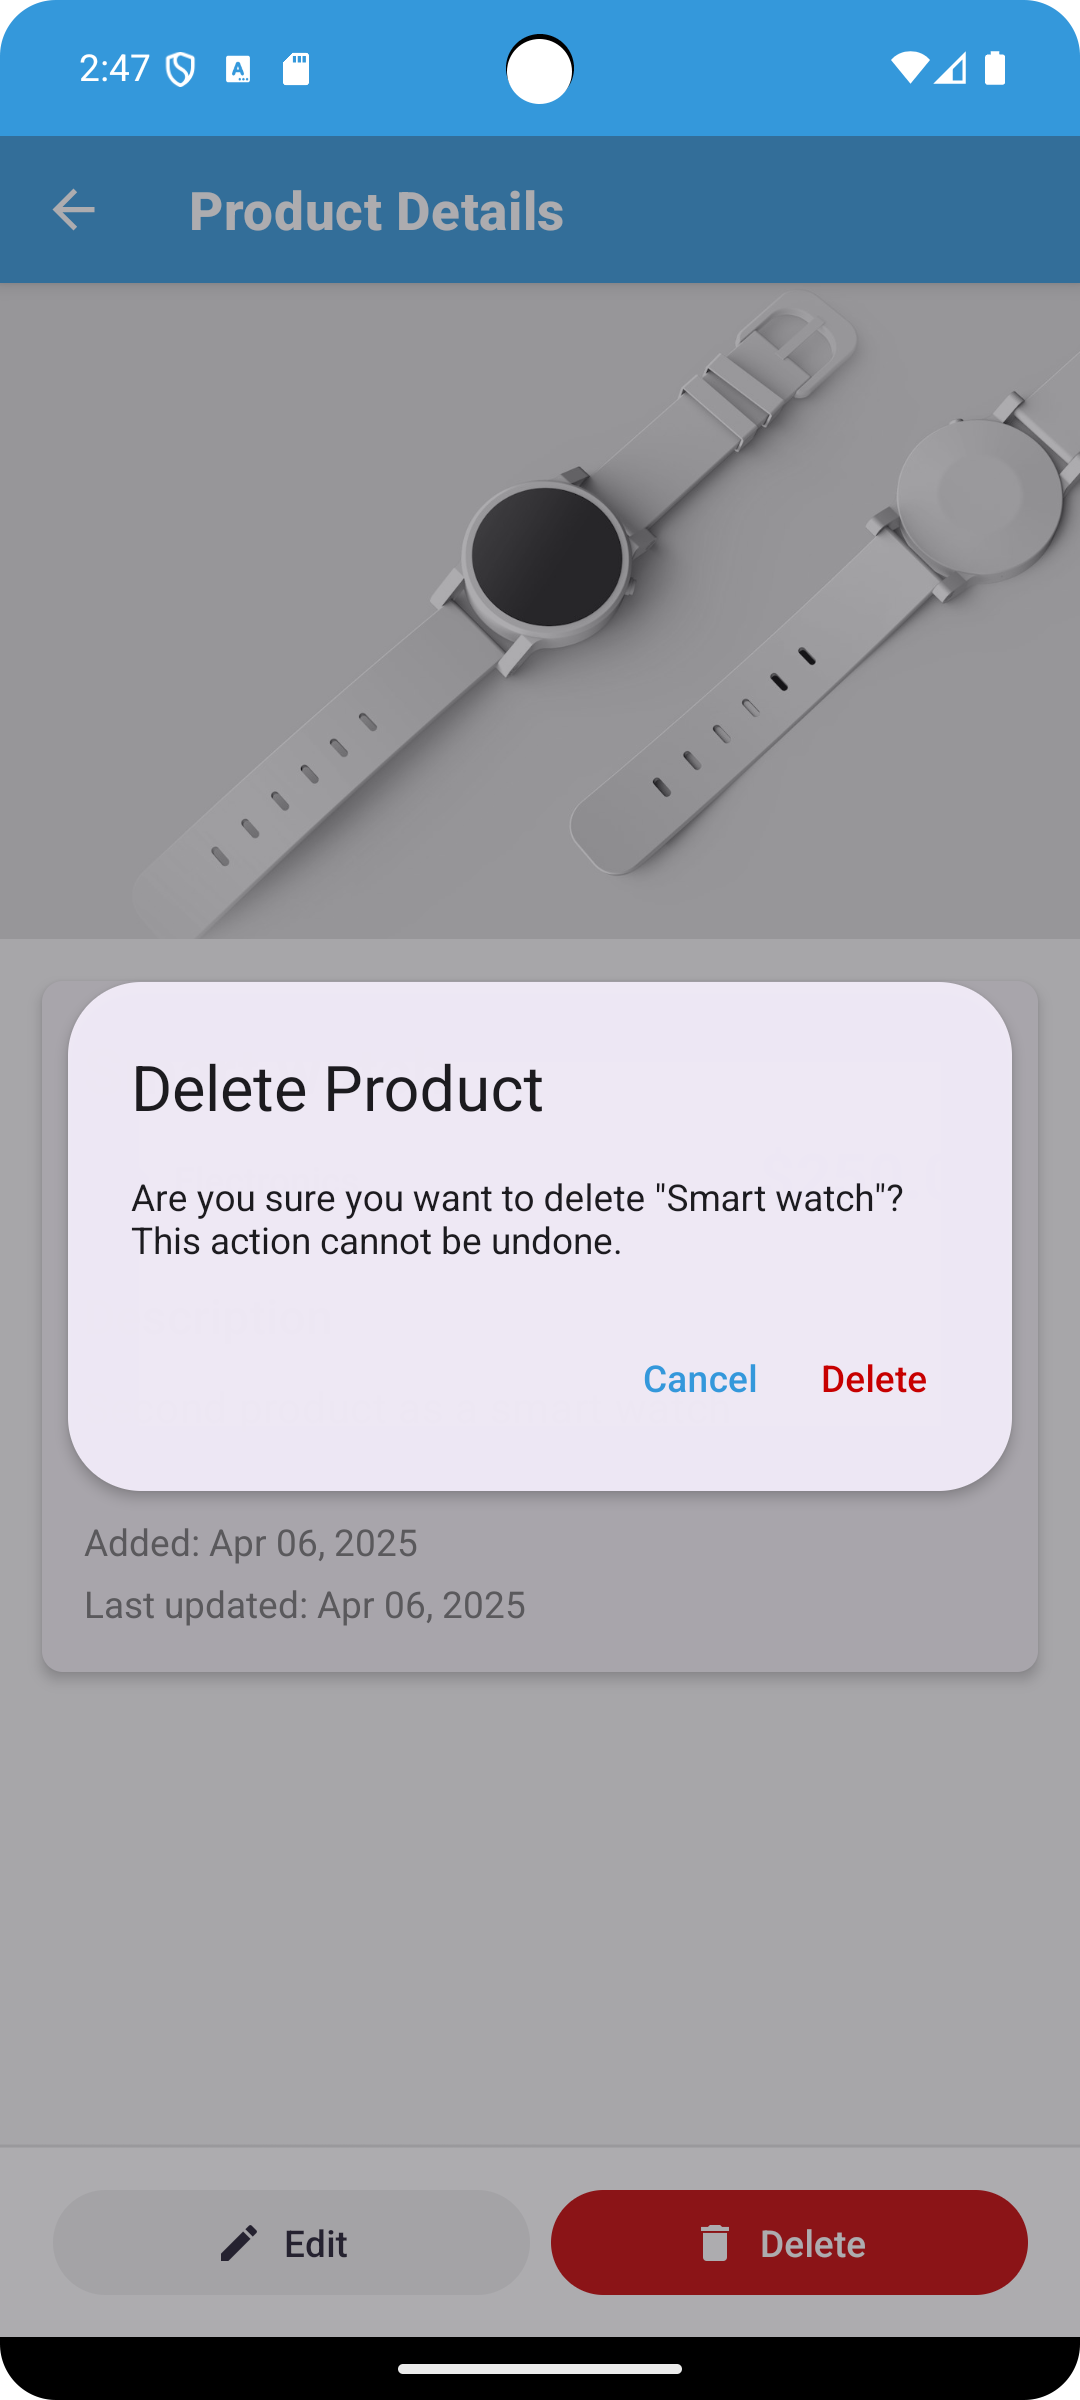 2:47
Product Details
Delete Product
Are you sure you want to delete "Smart watch"?
This action cannot be undone.
Cancel Delete
Added: Apr 06, 2025
Last updated: Apr 06, 2025
Edit Delete